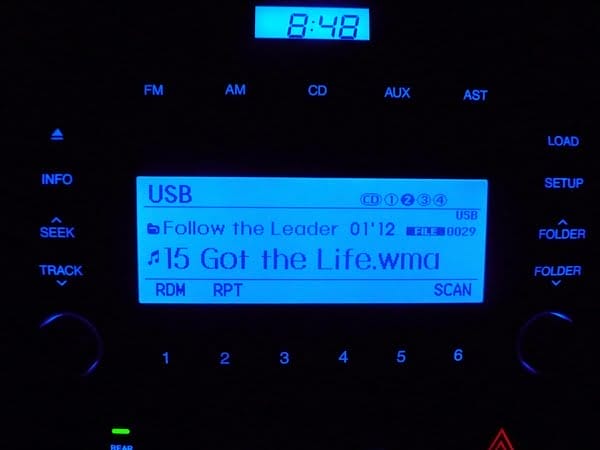 8:48
FM AM CD AUX AST
LOAD
INFO
SETUP
USB CD 1 2 3 4
USB
SEEK
Follow the Leader 01'12 FILE 0029
FOLDER
15 Got the Life.wma
TRACK
FOLDER
RDM RPT SCAN
1 2 3 4 5 6
REAR